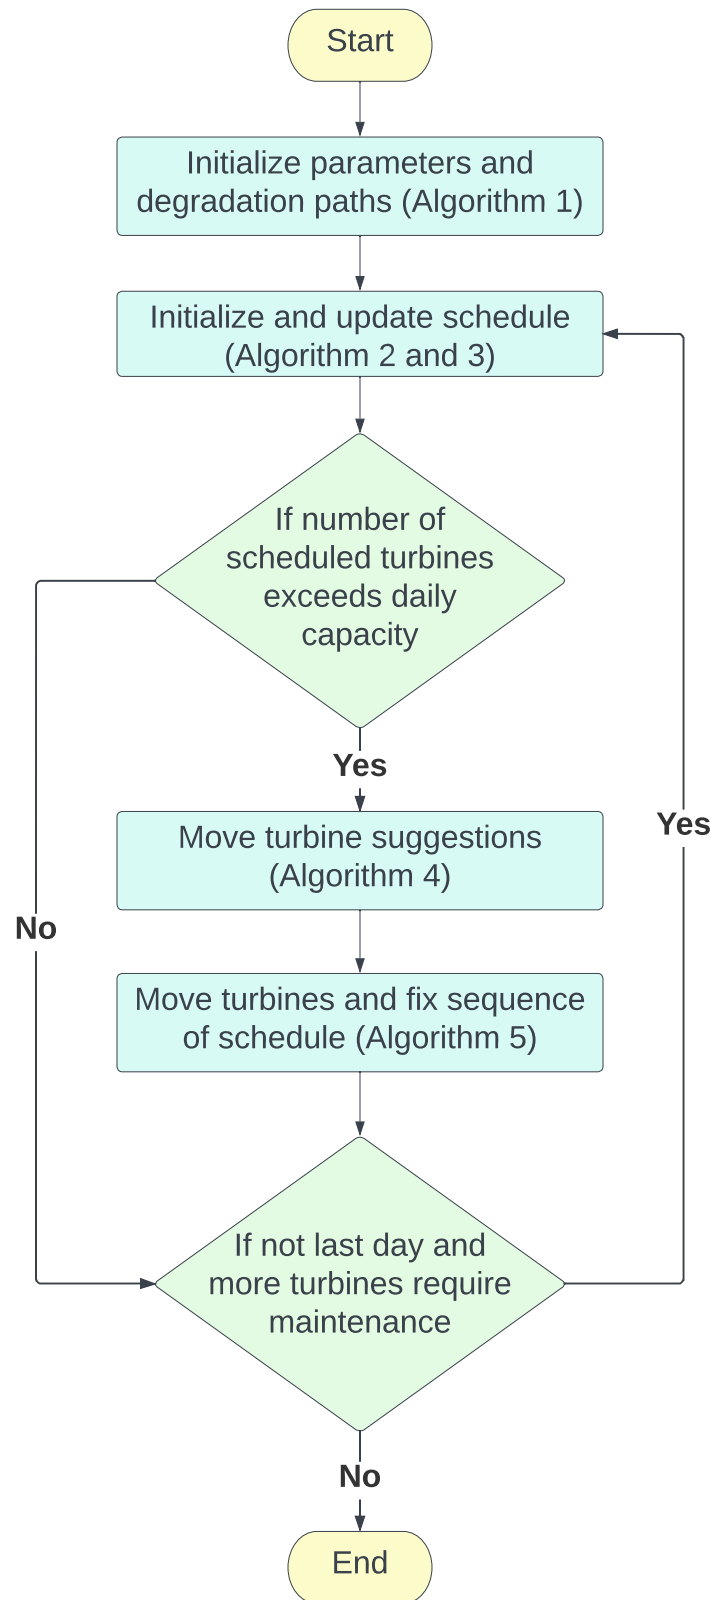 Start
Initialize parameters and
degradation paths (Algorithm 1)
Initialize and update schedule
(Algorithm 2 and 3)
If number of
scheduled turbines
exceeds daily
capacity
Yes
Move turbine suggestions
(Algorithm 4)
Yes
No
Move turbines and fix sequence
of schedule (Algorithm 5)
If not last day and
more turbines require
maintenance
No
End